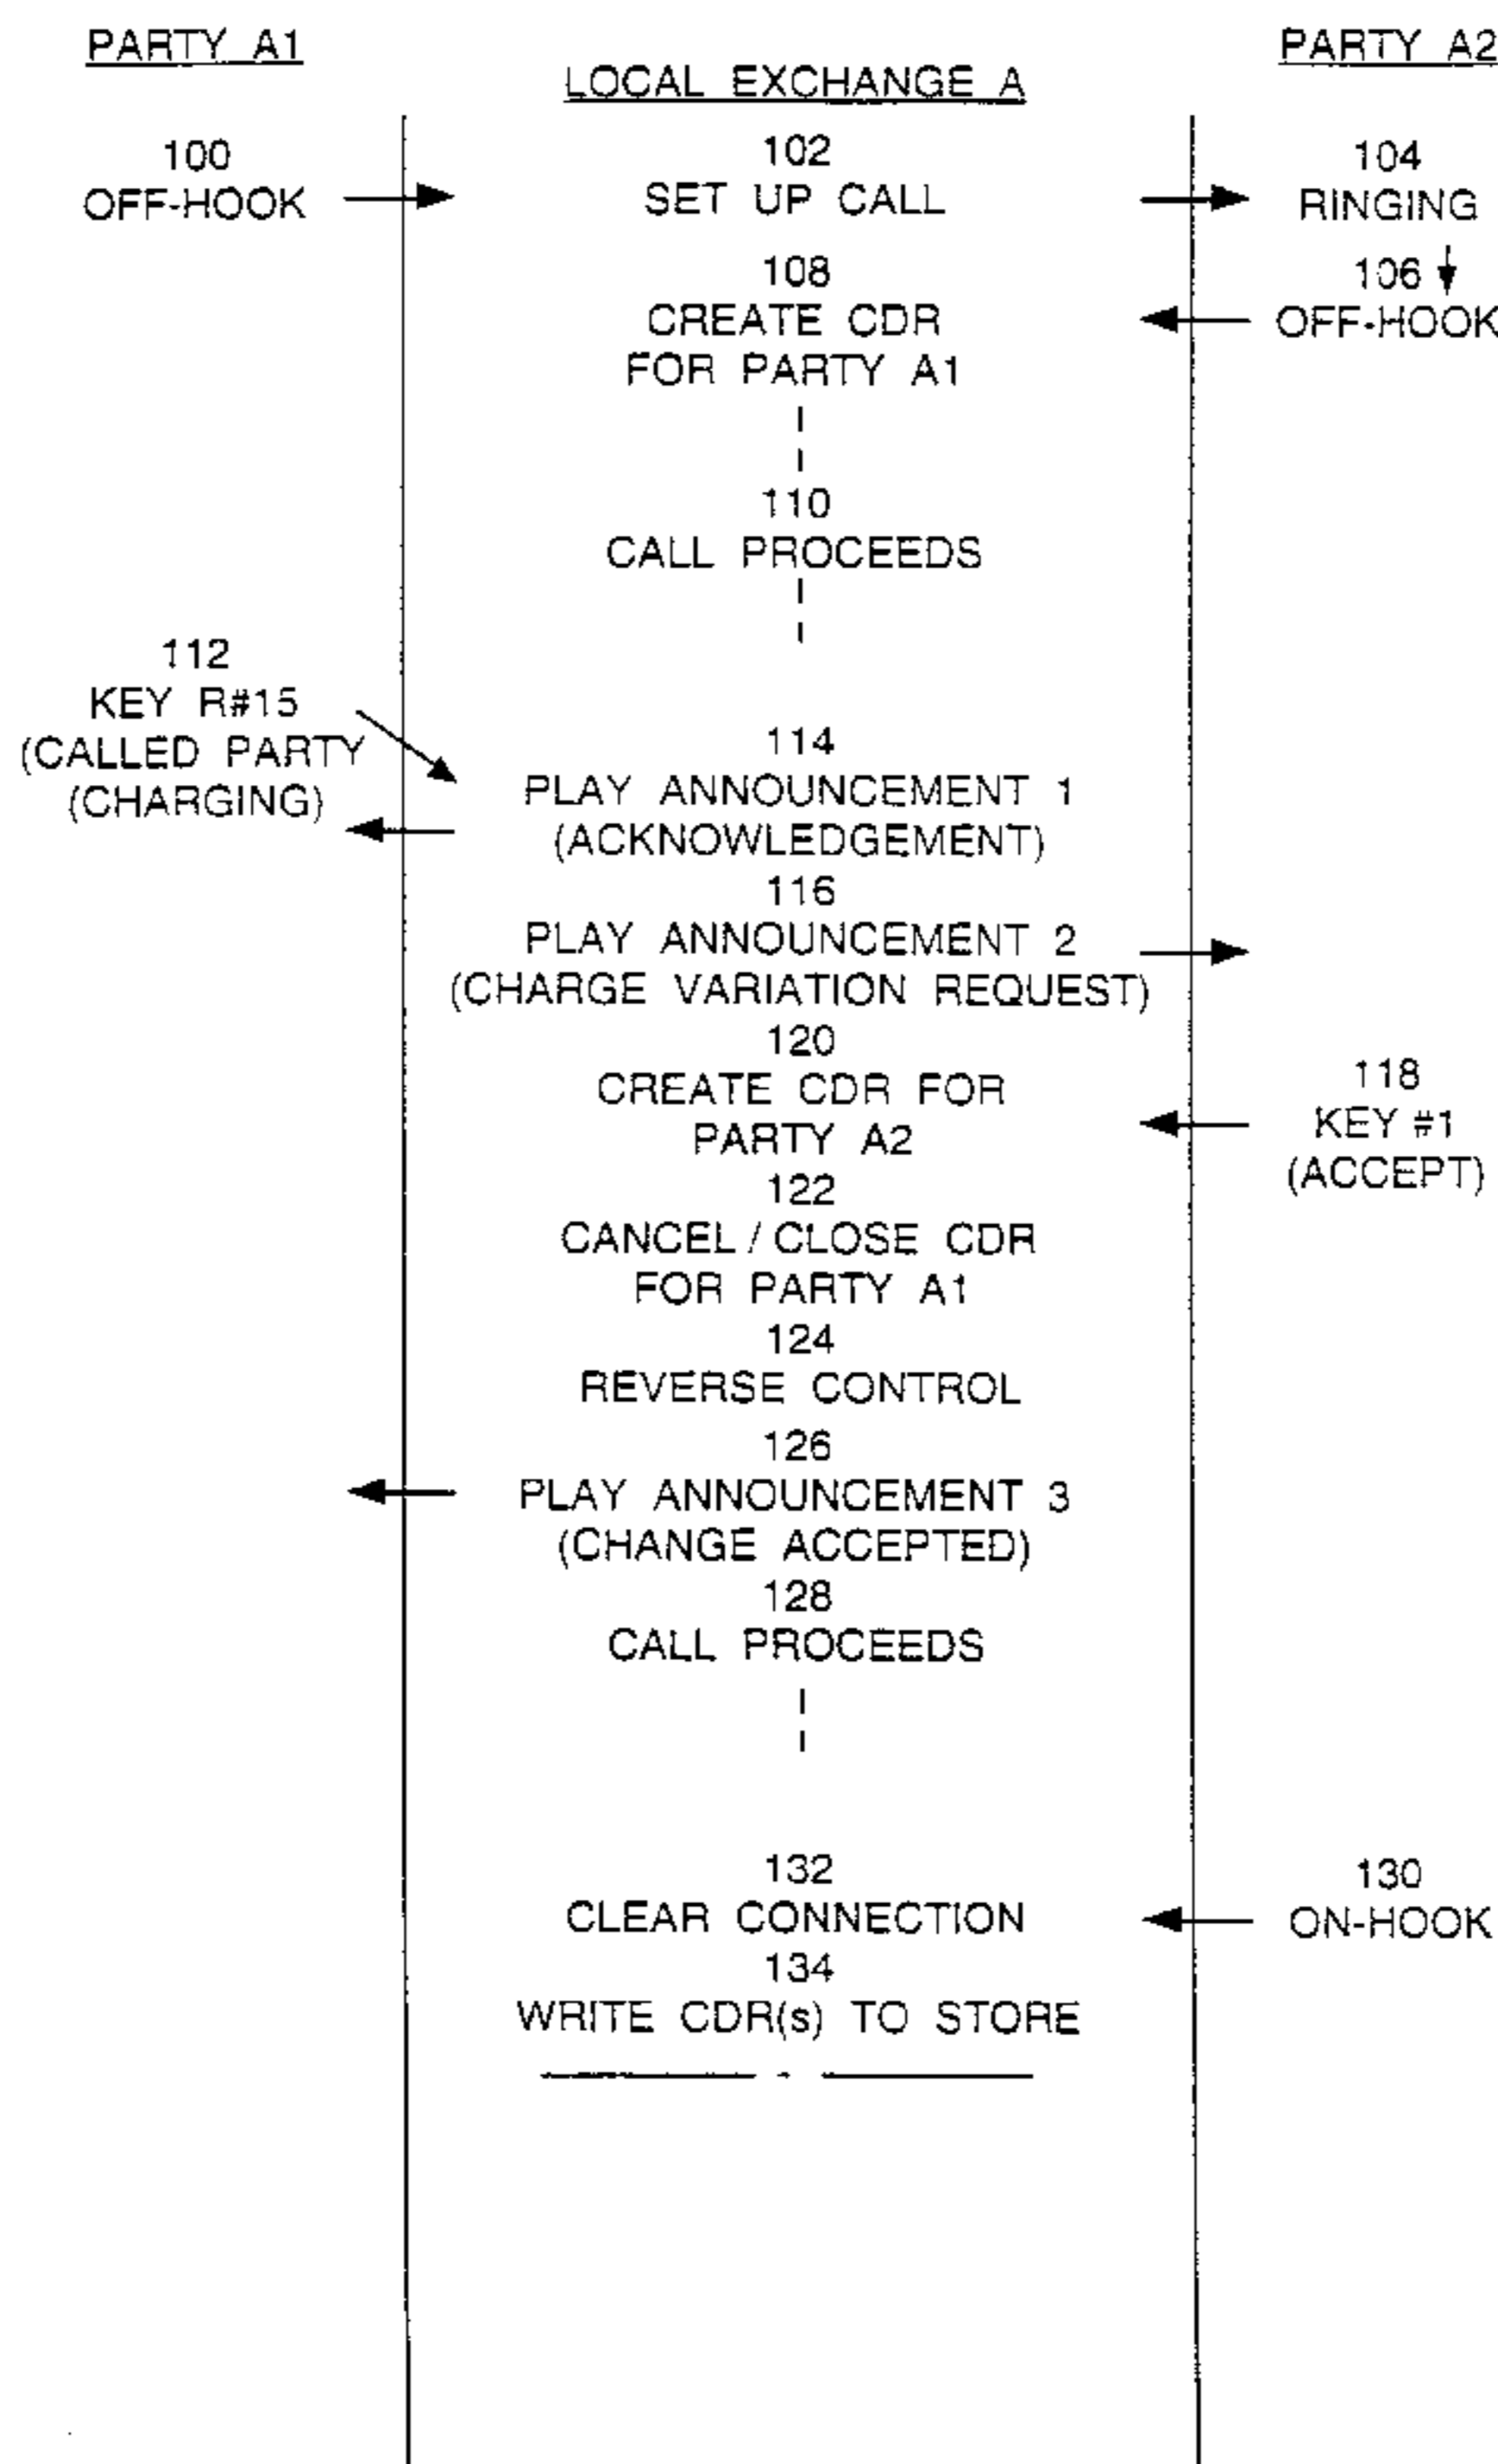 PARTY A1
LOCAL EXCHANGE A
PARTY A2
100
OFF-HOOK
102
SET UP CALL
104
RINGING
106
OFF-HOOK
108
CREATE CDR
FOR PARTY A1
110
CALL PROCEEDS
112
KEY R#15
(CALLED PARTY
(CHARGING)
114
PLAY ANNOUNCEMENT 1
(ACKNOWLEDGEMENT)
116
PLAY ANNOUNCEMENT 2
(CHARGE VARIATION REQUEST)
118
KEY #1
(ACCEPT)
120
CREATE CDR FOR
PARTY A2
122
CANCEL / CLOSE CDR
FOR PARTY A1
124
REVERSE CONTROL
126
PLAY ANNOUNCEMENT 3
(CHANGE ACCEPTED)
128
CALL PROCEEDS
130
ON-HOOK
132
CLEAR CONNECTION
134
WRITE CDR(s) TO STORE